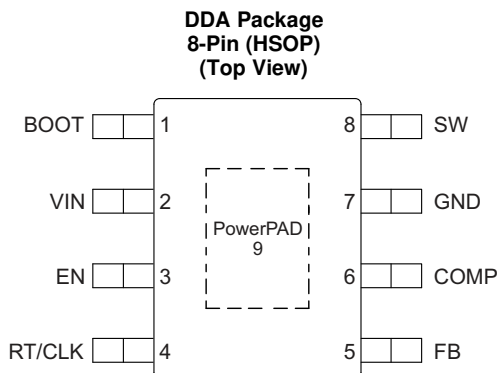 DDA Package
8-Pin (HSOP)
(Top View)
BOOT 1 8 SW
VIN 2 7 GND
PowerPAD
9
EN 3 6 COMP
RT/CLK 4 5 FB